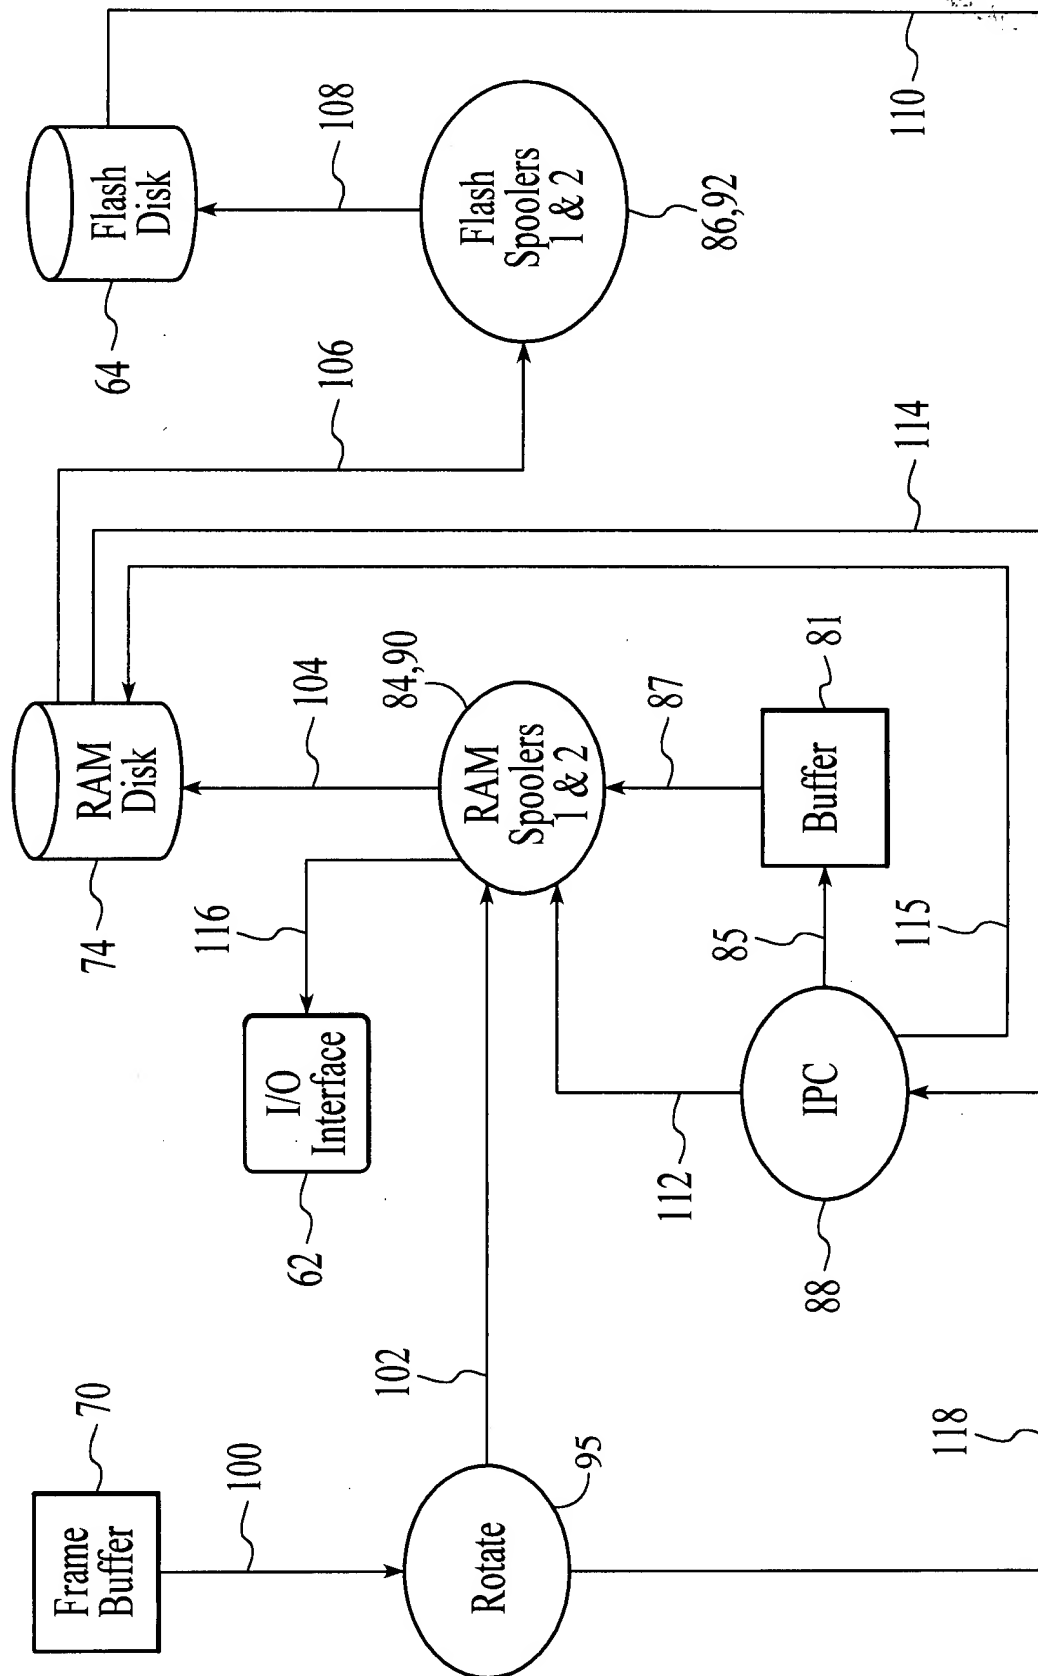 Frame
Buffer
70
100
Rotate
95
102
118
I/O
Interface
62
116
RAM
Disk
74
104
RAM
Spoolers
1 & 2
84,90
87
Buffer
81
85
IPC
88
112
115
114
106
Flash
Disk
64
108
Flash
Spoolers
1 & 2
86,92
110